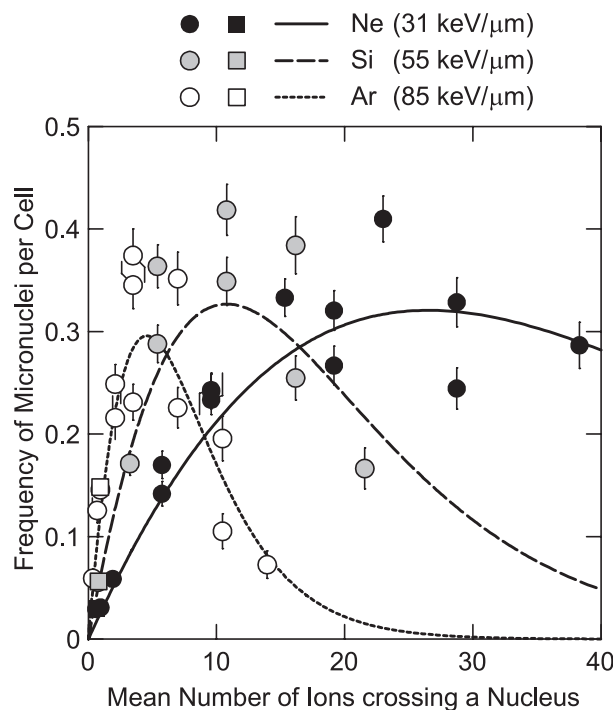 Ne (31 keV/μm)
Si (55 keV/μm)
Ar (85 keV/μm)
0.5
0.4
0.3
0.2
0.1
0
0 10 20 30 40
Frequency of Micronuclei per Cell
Mean Number of Ions crossing a Nucleus